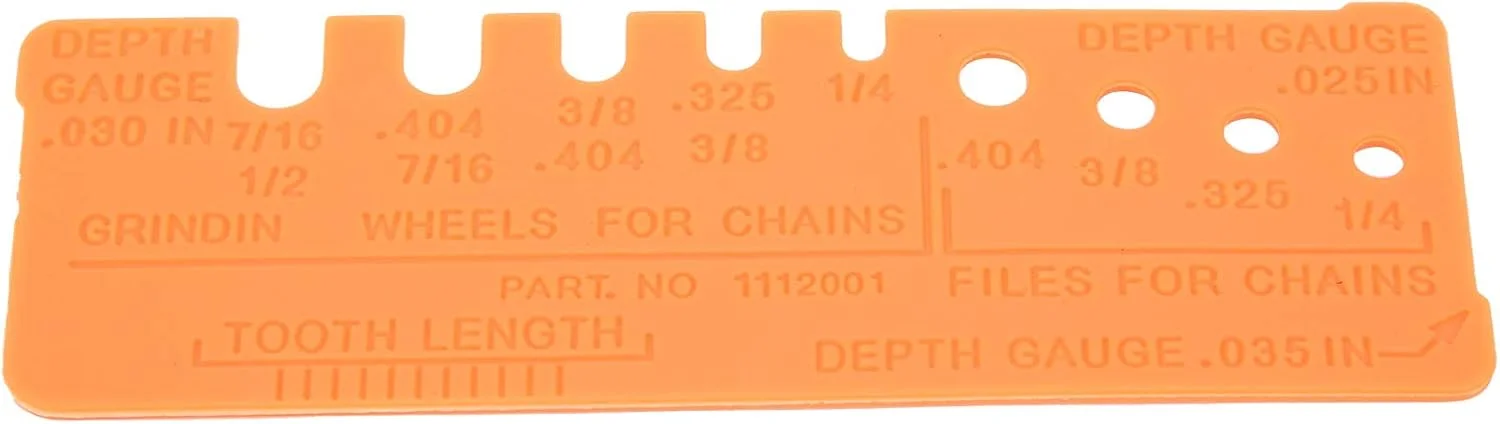 DEPTH
GAUGE
.030 IN
7/16
1/2
.404
7/16
3/8
.404
.325
3/8
1/4
GRINDIN WHEELS FOR CHAINS
DEPTH GAUGE
.025IN
.404
3/8
.325
1/4
FILES FOR CHAINS
PART. NO 1112001
TOOTH LENGTH
DEPTH GAUGE .035IN